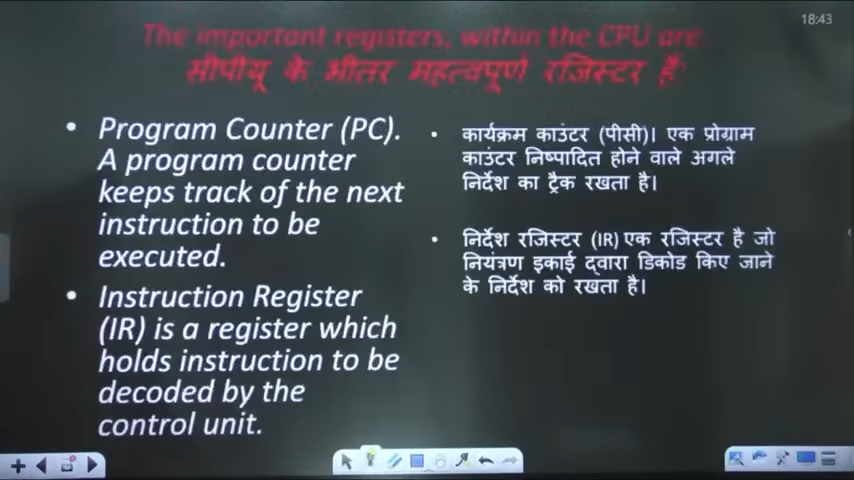 18:43
The important registers, within the CPU are
सीपीयू के भीतर महत्वपूर्ण रजिस्टर है:
• Program Counter (PC).
A program counter
keeps track of the next
instruction to be
executed.
• Instruction Register
(IR) is a register which
holds instruction to be
decoded by the
control unit.
• कार्यक्रम काउंटर (पीसी)। एक प्रोग्राम
काउंटर निष्पादित होने वाले अगले
निर्देश का ट्रैक रखता है।
• निर्देश रजिस्टर (IR) एक रजिस्टर है जो
नियंत्रण इकाई द्वारा डिकोड किए जाने
के निर्देश को रखता है।